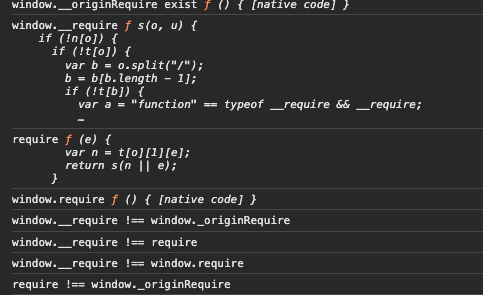 window.__originRequire exist ƒ () { [native code] }
window.__require ƒ s(o, u) {
    if (!n[o]) {
      if (!t[o]) {
        var b = o.split("/");
        b = b[b.length - 1];
        if (!t[b]) {
          var a = "function" == typeof __require && __require;
          …
require ƒ (e) {
        var n = t[o][1][e];
        return s(n || e);
      }
window.require ƒ () { [native code] }
window.__require !== window._originRequire
window.__require !== require
window.__require !== window.require
require !== window._originRequire